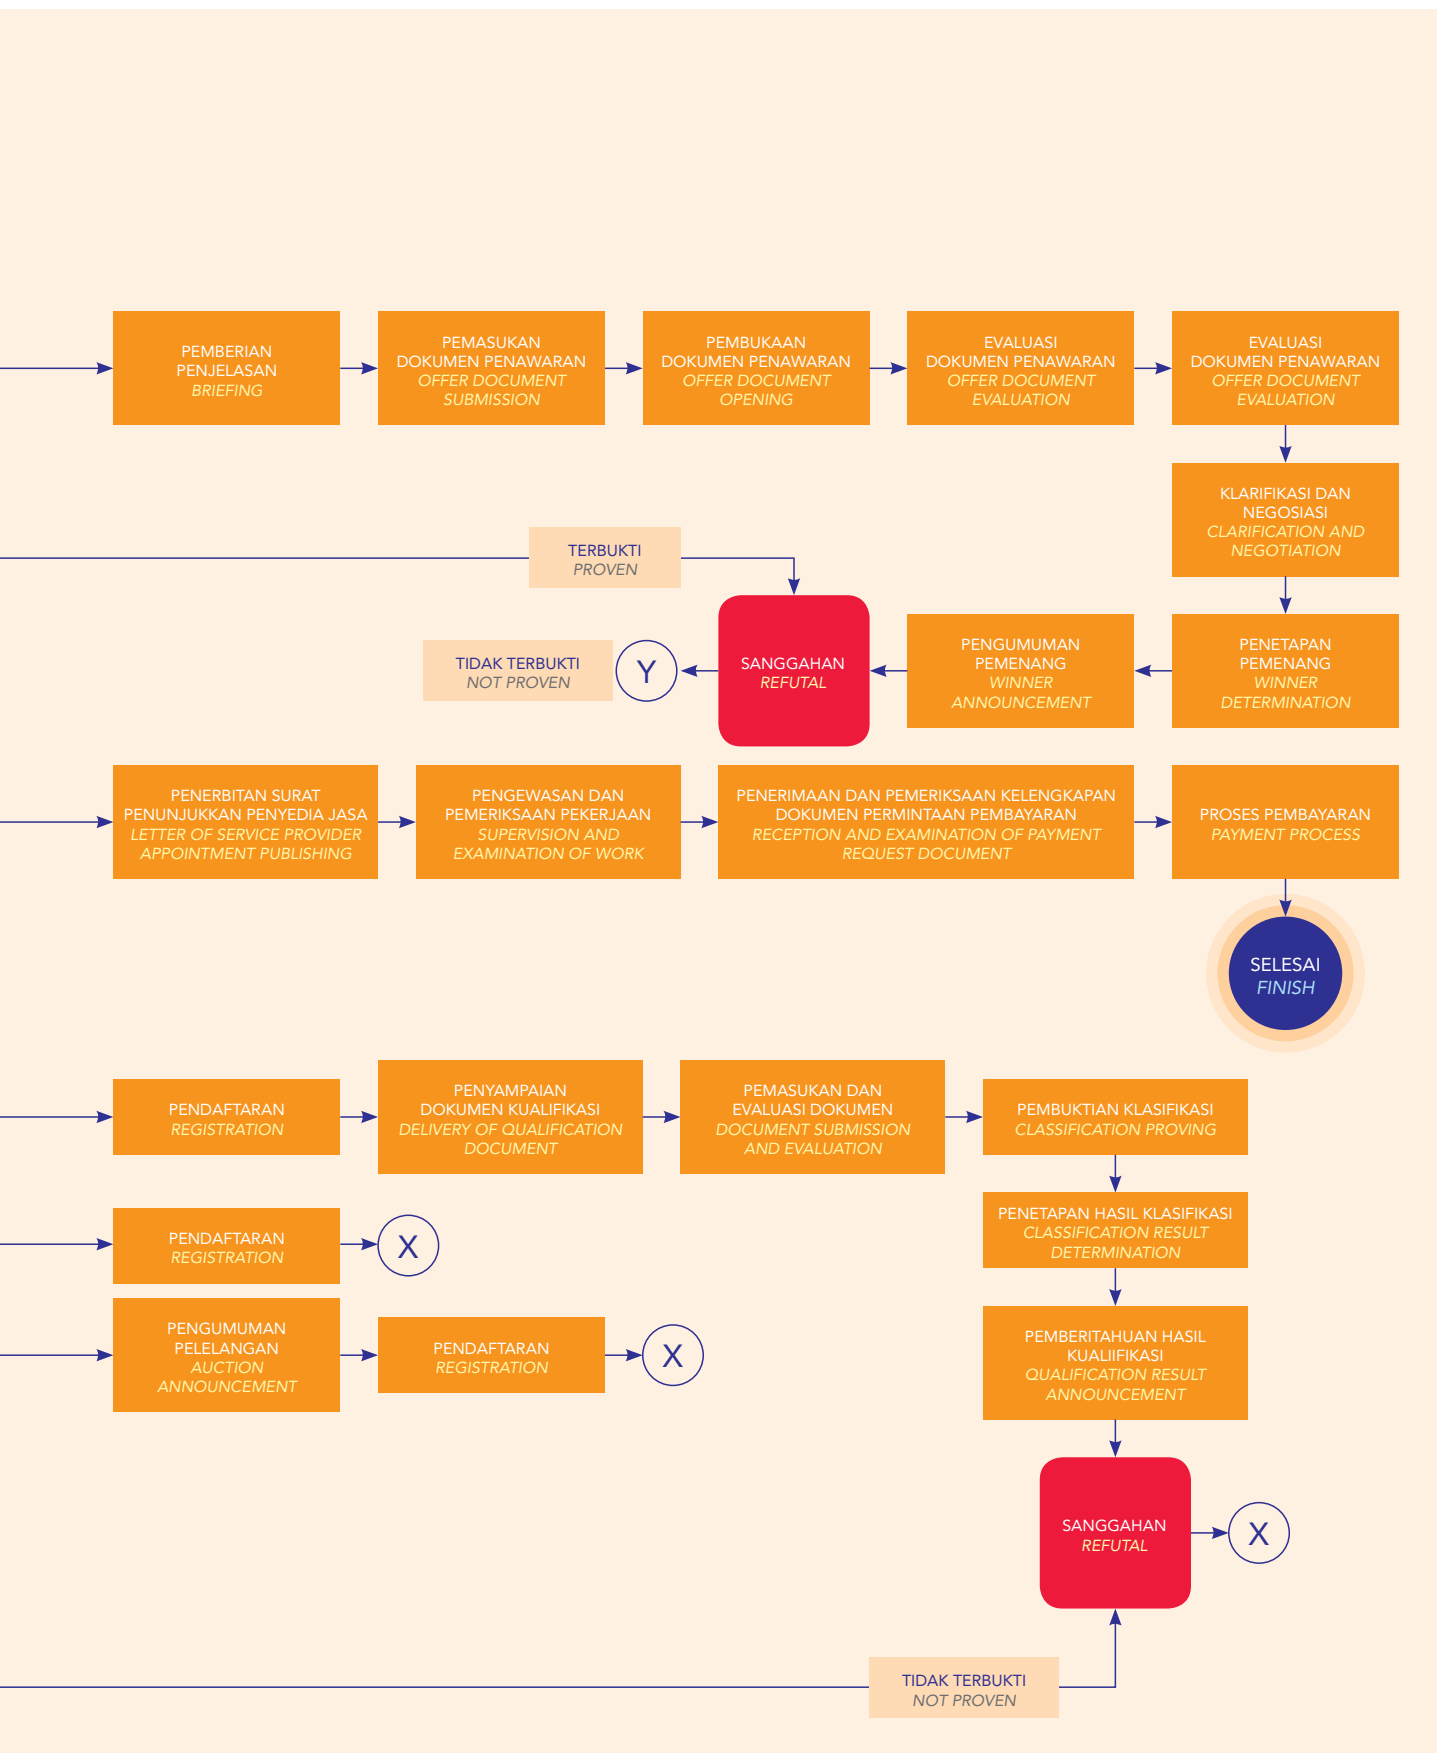 PEMBERIAN
PENJELASAN
BRIEFING
PEMASUKAN
DOKUMEN PENAWARAN
OFFER DOCUMENT
SUBMISSION
PEMBUKAAN
DOKUMEN PENAWARAN
OFFER DOCUMENT
OPENING
EVALUASI
DOKUMEN PENAWARAN
OFFER DOCUMENT
EVALUATION
EVALUASI
DOKUMEN PENAWARAN
OFFER DOCUMENT
EVALUATION
KLARIFIKASI DAN
NEGOSIASI
CLARIFICATION AND
NEGOTIATION
TERBUKTI
PROVEN
TIDAK TERBUKTI
NOT PROVEN
Y
SANGGAHAN
REFUTAL
PENGUMUMAN
PEMENANG
WINNER
ANNOUNCEMENT
PENETAPAN
PEMENANG
WINNER
DETERMINATION
PENERBITAN SURAT
PENUNJUKKAN PENYEDIA JASA
LETTER OF SERVICE PROVIDER
APPOINTMENT PUBLISHING
PENGEWASAN DAN
PEMERIKSAAN PEKERJAAN
SUPERVISION AND
EXAMINATION OF WORK
PENERIMAAN DAN PEMERIKSAAN KELENGKAPAN
DOKUMEN PERMINTAAN PEMBAYARAN
RECEPTION AND EXAMINATION OF PAYMENT
REQUEST DOCUMENT
PROSES PEMBAYARAN
PAYMENT PROCESS
SELESAI
FINISH
PENDAFTARAN
REGISTRATION
PENYAMPAIAN
DOKUMEN KUALIFIKASI
DELIVERY OF QUALIFICATION
DOCUMENT
PEMASUKAN DAN
EVALUASI DOKUMEN
DOCUMENT SUBMISSION
AND EVALUATION
PEMBUKTIAN KLASIFIKASI
CLASSIFICATION PROVING
PENDAFTARAN
REGISTRATION
X
PENETAPAN HASIL KLASIFIKASI
CLASSIFICATION RESULT
DETERMINATION
PENGUMUMAN
PELELANGAN
AUCTION
ANNOUNCEMENT
PENDAFTARAN
REGISTRATION
X
PEMBERITAHUAN HASIL
KUALIIFIKASI
QUALIFICATION RESULT
ANNOUNCEMENT
SANGGAHAN
REFUTAL
X
TIDAK TERBUKTI
NOT PROVEN